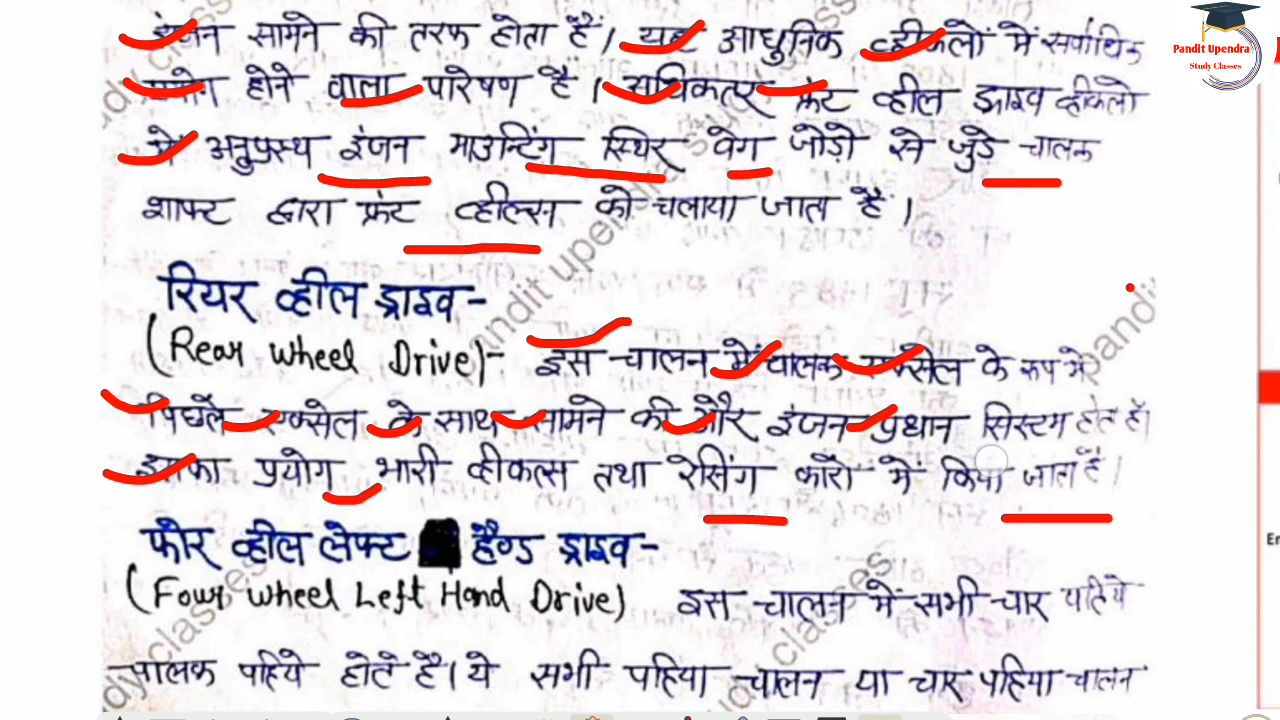 इंजन सामने की तरफ होता है। यह आधुनिक व्हीकलो में सर्वाधिक
प्रयोग होने वाला पारेषण है। अधिकतर फ्रंट व्हील ड्राइव व्हीकलो
में अनुप्रस्थ इंजन माउन्टिंग स्थिर वेग जोड़ो से जुड़े चालक
शाफ्ट द्वारा फ्रंट व्हील्स को चलाया जाता है।
रियर व्हील ड्राइव-
(Rear Wheel Drive)- इस चालन में चालक एक्सेल के रूप मेरे
पिछले एक्सेल के साथ सामने की और इंजन प्रधान सिस्टम होत है।
इसका प्रयोग भारी व्हीकल्स तथा रेसिंग कारो में किया जाता है।
फोर व्हील लेफ्ट हैण्ड ड्राइव-
(Four Wheel Left Hand Drive) इस चालन में सभी चार पहिये
चालक पहिये होते है। ये सभी पहिया चालन या चार पहिया चालन
Pandit Upendra
Study Classes